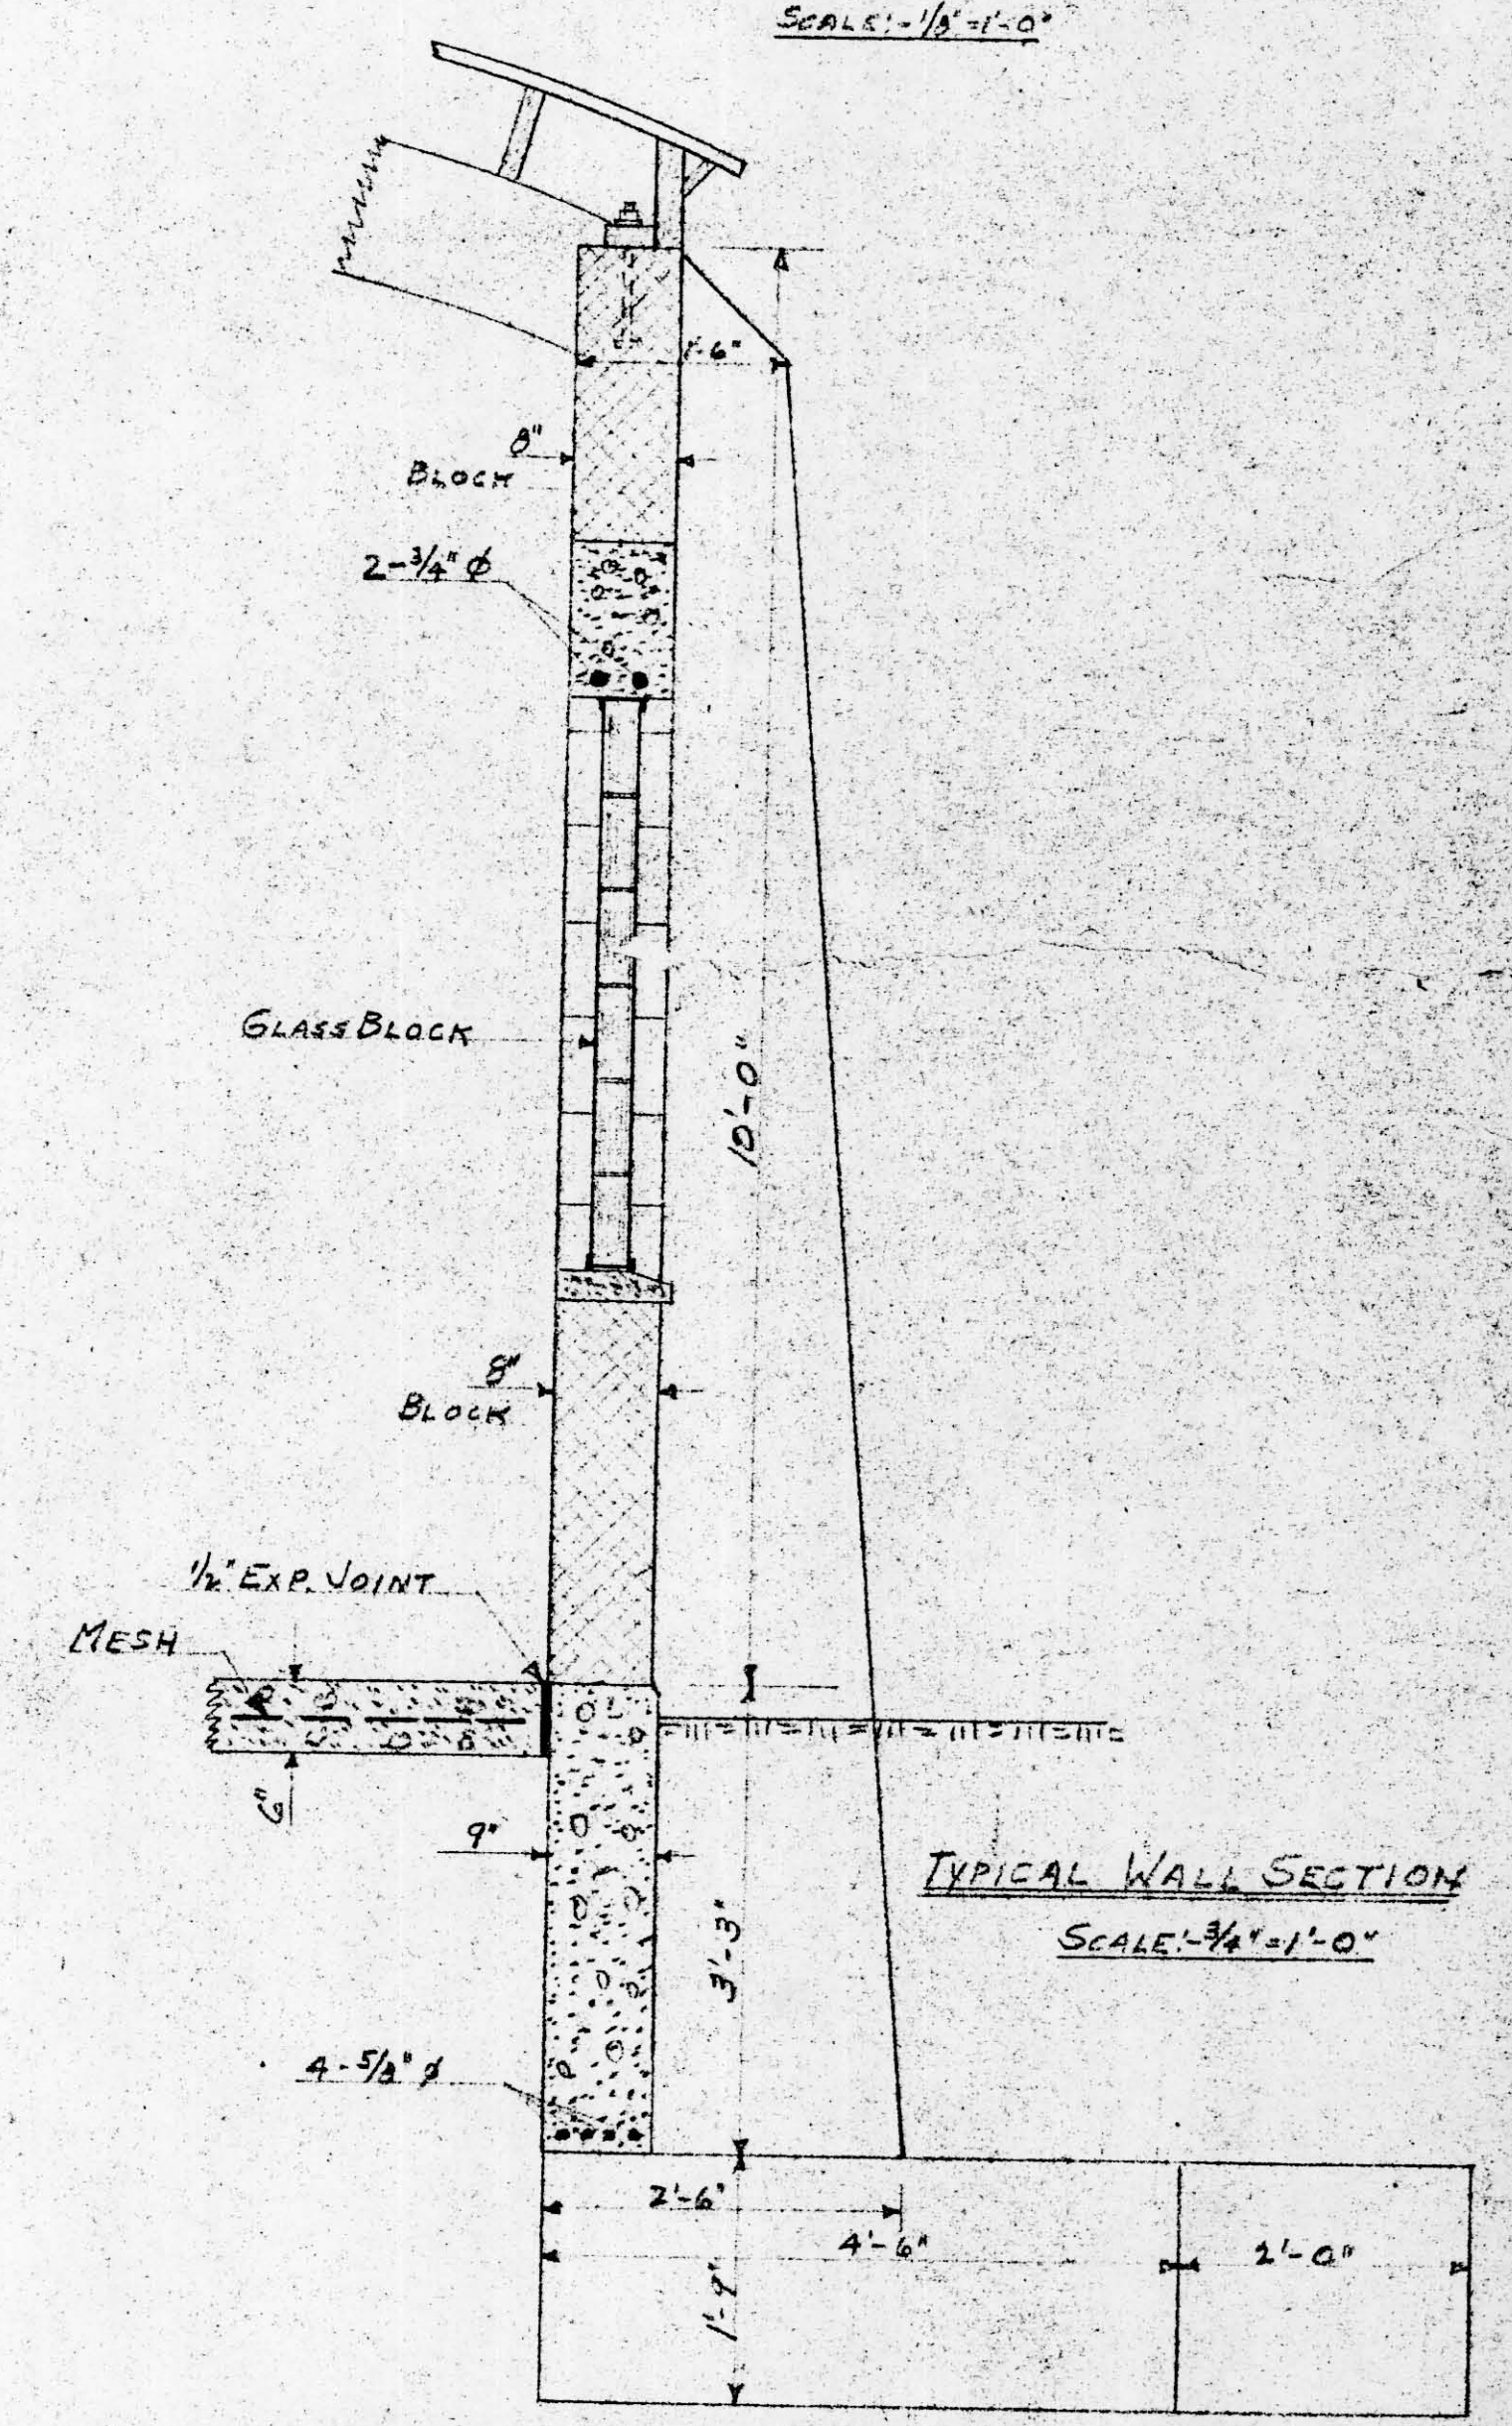 SCALE:-1/8"=1'-0"
1'-6"
8"
BLOCK
2-3/4" ϕ
GLASS BLOCK
10'-0"
8"
BLOCK
1/2" EXP. JOINT
MESH
6"
9"
TYPICAL WALL SECTION
SCALE:-3/4"=1'-0"
3'-3"
4-5/8" ϕ
2'-6"
4'-6"
2'-0"
1'-9"